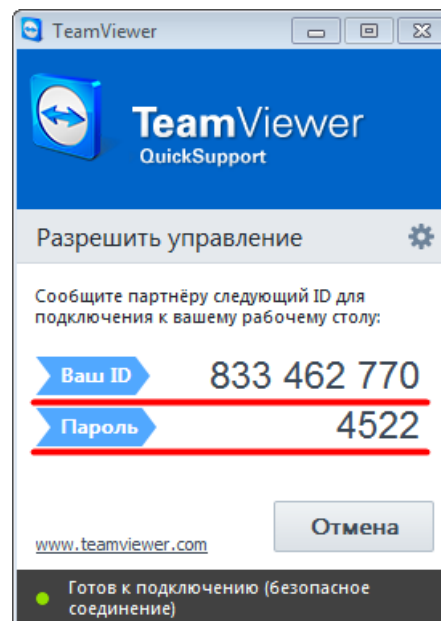 TeamViewer
TeamViewer
QuickSupport
Разрешить управление
Сообщите партнёру следующий ID для
подключения к вашему рабочему столу:
Ваш ID 833 462 770
Пароль 4522
Отмена
www.teamviewer.com
Готов к подключению (безопасное
соединение)